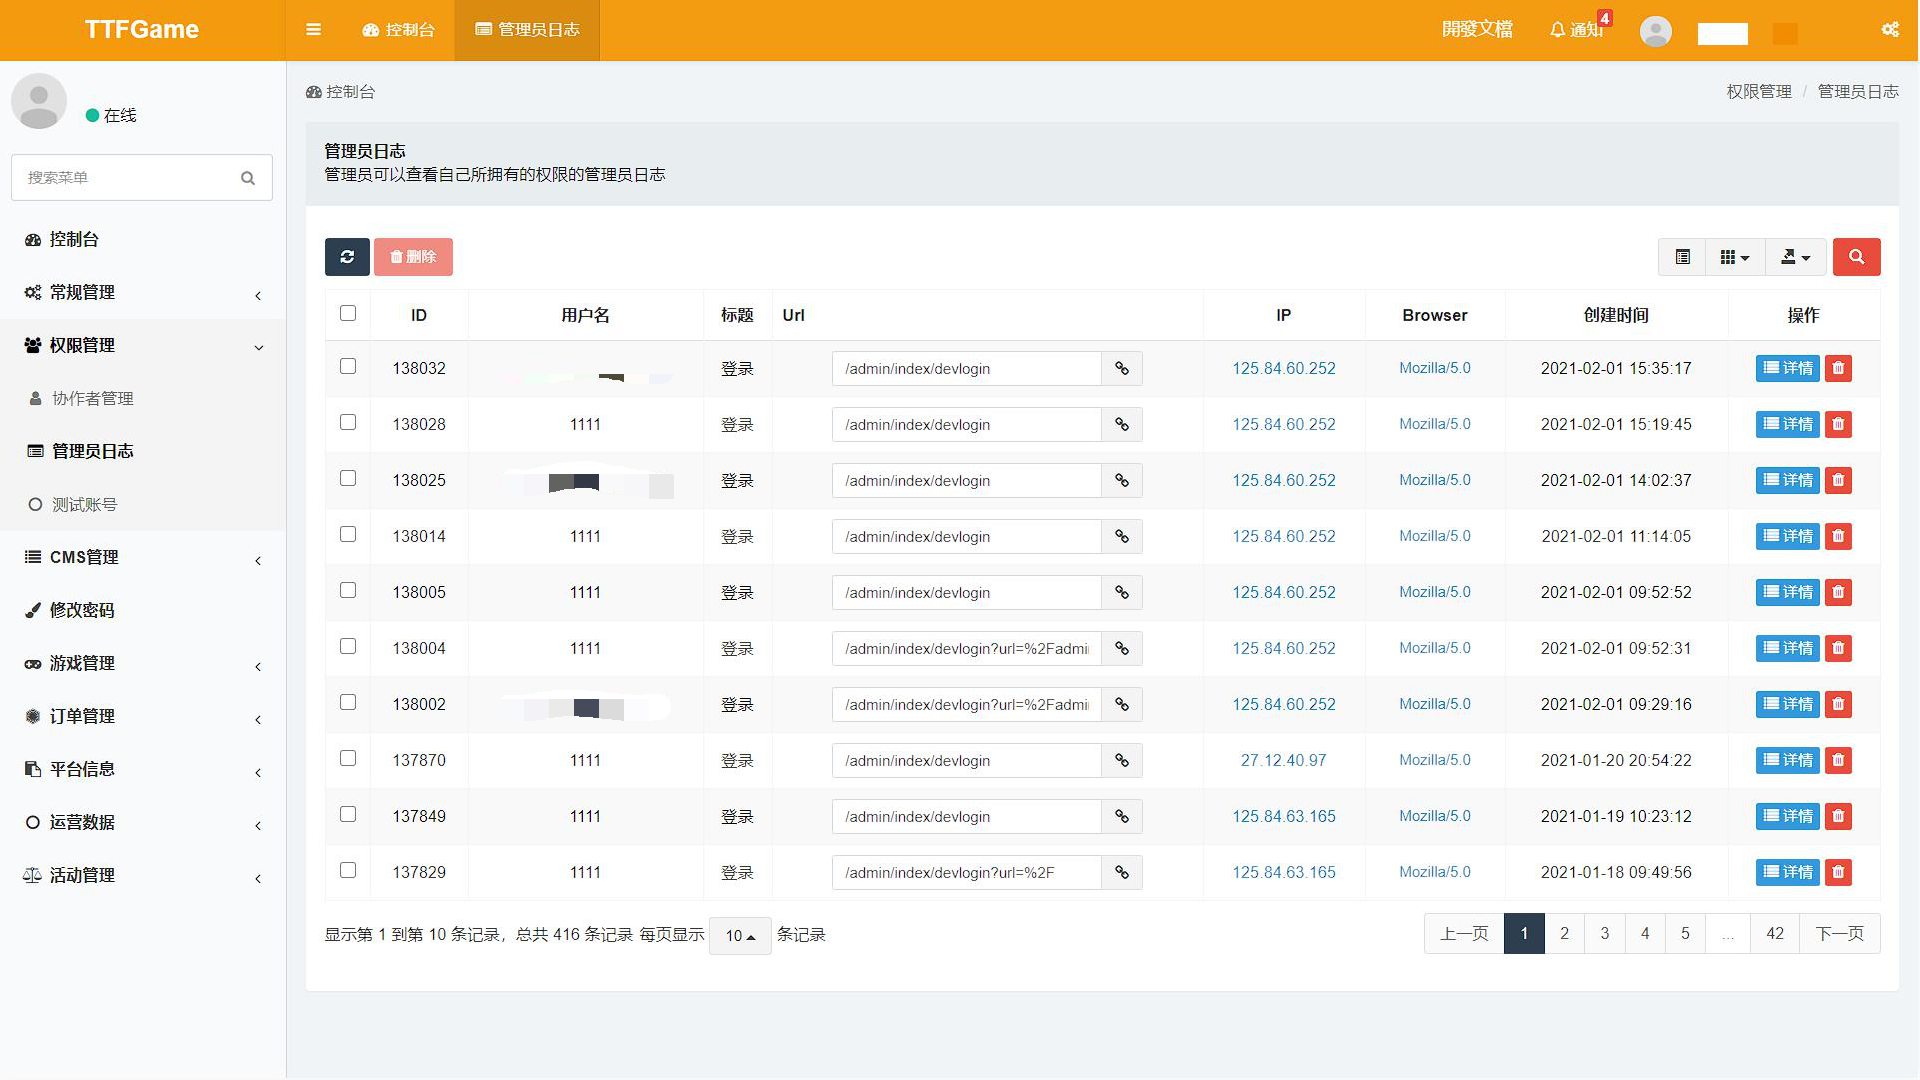 TTFGame
控制台
管理员日志
開發文檔
通知
4
在线
搜索菜单
控制台
常规管理
权限管理
协作者管理
管理员日志
测试账号
CMS管理
修改密码
游戏管理
订单管理
平台信息
运营数据
活动管理
控制台
权限管理 / 管理员日志
管理员日志
管理员可以查看自己所拥有的权限的管理员日志
删除
ID 用户名 标题 Url IP Browser 创建时间 操作
138032 登录 /admin/index/devlogin 125.84.60.252 Mozilla/5.0 2021-02-01 15:35:17 详情
138028 1111 登录 /admin/index/devlogin 125.84.60.252 Mozilla/5.0 2021-02-01 15:19:45 详情
138025 登录 /admin/index/devlogin 125.84.60.252 Mozilla/5.0 2021-02-01 14:02:37 详情
138014 1111 登录 /admin/index/devlogin 125.84.60.252 Mozilla/5.0 2021-02-01 11:14:05 详情
138005 1111 登录 /admin/index/devlogin 125.84.60.252 Mozilla/5.0 2021-02-01 09:52:52 详情
138004 1111 登录 /admin/index/devlogin?url=%2Fadmi 125.84.60.252 Mozilla/5.0 2021-02-01 09:52:31 详情
138002 登录 /admin/index/devlogin?url=%2Fadmi 125.84.60.252 Mozilla/5.0 2021-02-01 09:29:16 详情
137870 1111 登录 /admin/index/devlogin 27.12.40.97 Mozilla/5.0 2021-01-20 20:54:22 详情
137849 1111 登录 /admin/index/devlogin 125.84.63.165 Mozilla/5.0 2021-01-19 10:23:12 详情
137829 1111 登录 /admin/index/devlogin?url=%2F 125.84.63.165 Mozilla/5.0 2021-01-18 09:49:56 详情
显示第 1 到第 10 条记录，总共 416 条记录 每页显示 10 条记录
上一页 1 2 3 4 5 ... 42 下一页